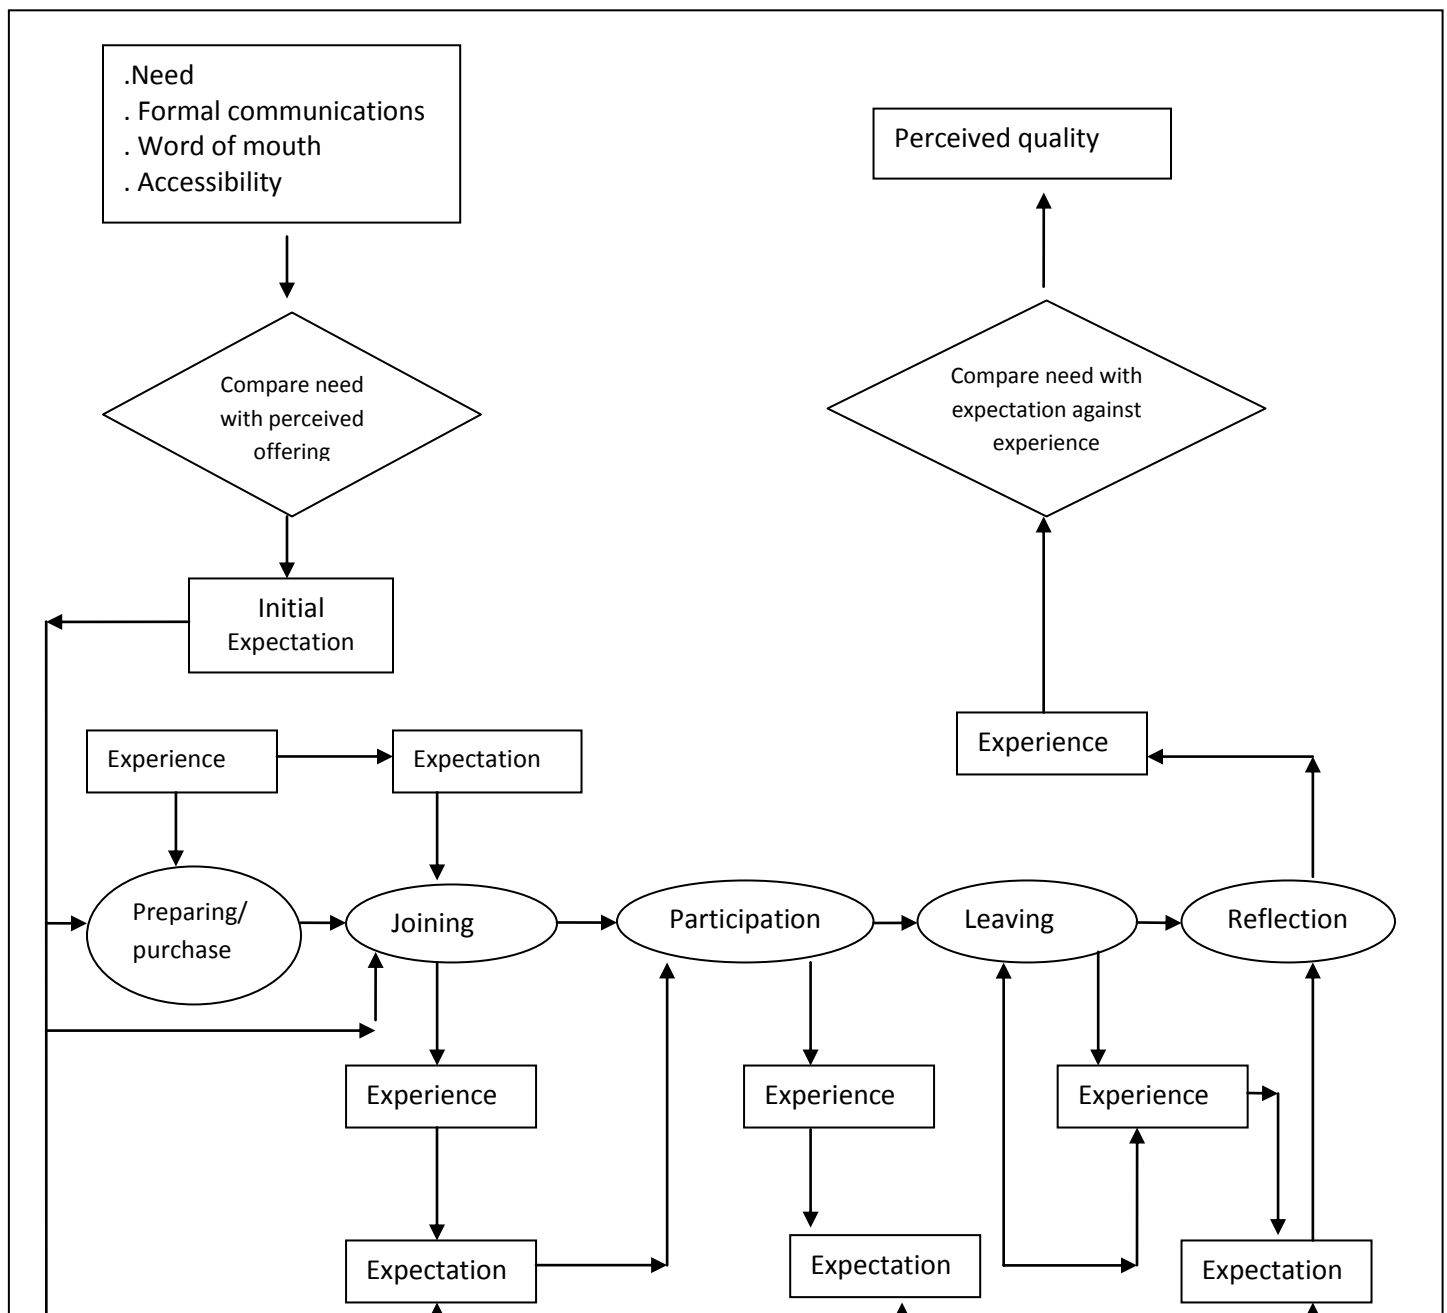 .Need
. Formal communications
. Word of mouth
. Accessibility
Perceived quality
Compare need
with perceived
offering
Compare need with
expectation against
experience
Initial
Expectation
Experience
Expectation
Experience
Preparing/
purchase
Joining
Participation
Leaving
Reflection
Experience
Experience
Experience
Expectation
Expectation
Expectation